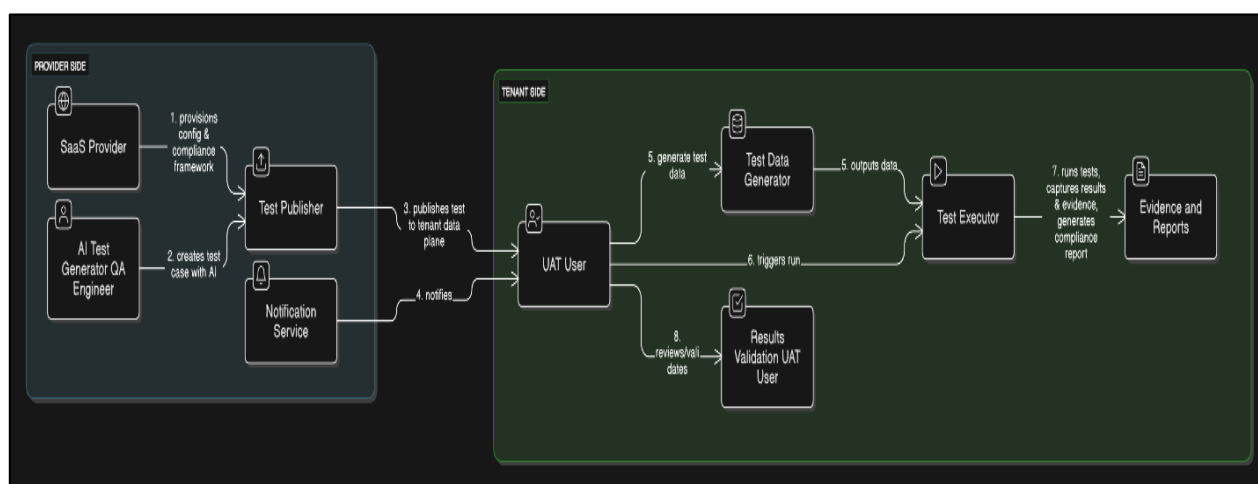 PROVIDER SIDE
SaaS Provider
1. provisions
config &
compliance
framework
Test Publisher
AI Test
Generator QA
Engineer
2. creates test
case with AI
Notification
Service
3. publishes test
to tenant data
plane
4. notifies
TENANT SIDE
UAT User
5. generate test
data
Test Data
Generator
5. outputs data
6. triggers run
Test Executor
7. runs tests,
captures results
& evidence,
generates
compliance
report
Evidence and
Reports
8.
reviews/vali
dates
Results
Validation UAT
User